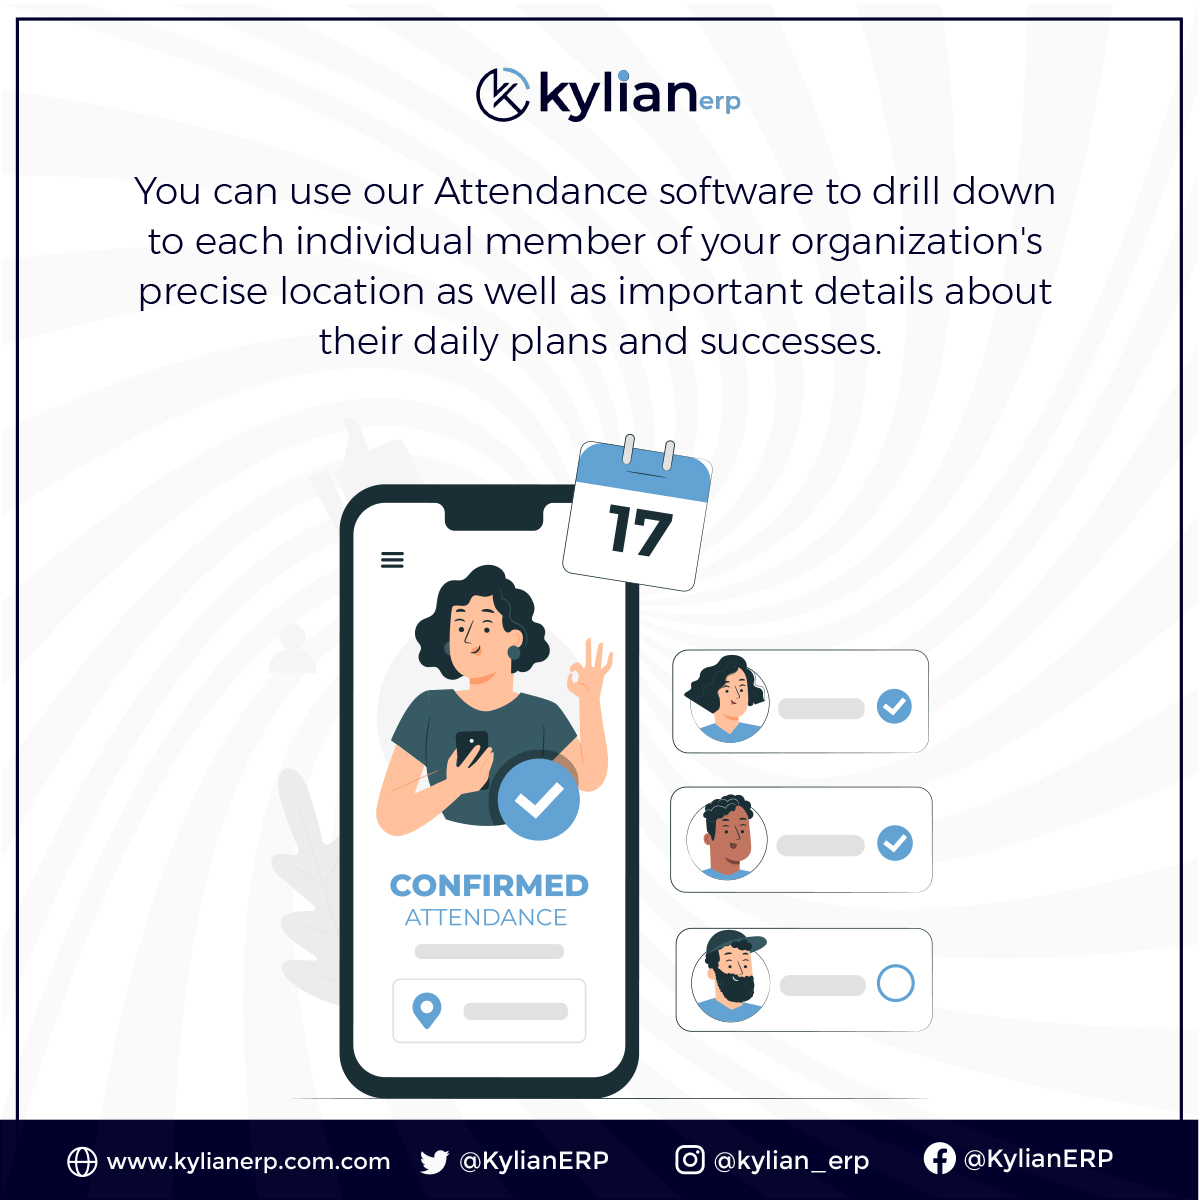 kylian erp
You can use our Attendance software to drill down
to each individual member of your organization's
precise location as well as important details about
their daily plans and successes.
17
CONFIRMED
ATTENDANCE
www.kylianerp.com.com @KylianERP @kylian_erp @KylianERP